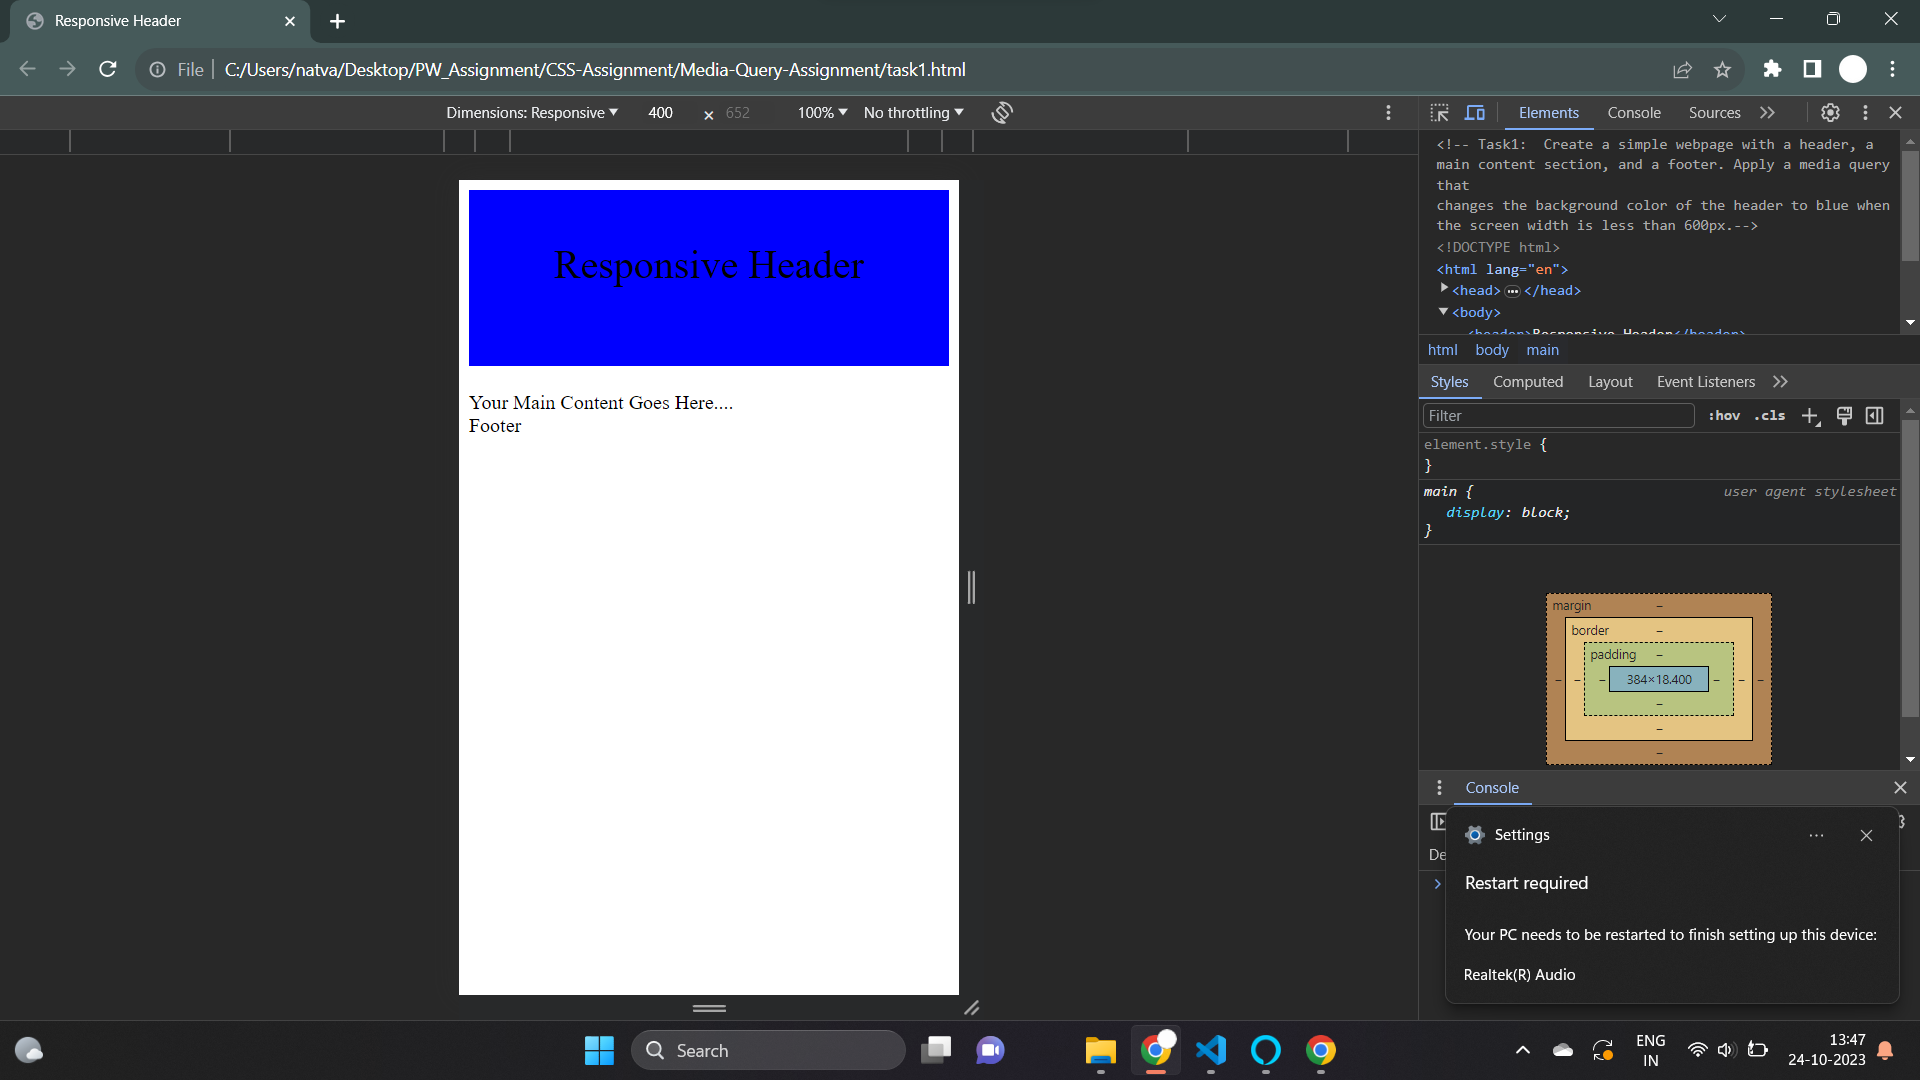 Responsive Header
File
C:/Users/natva/Desktop/PW_Assignment/CSS-Assignment/Media-Query-Assignment/task1.html
Dimensions: Responsive 400 × 652 100% No throttling
Elements Console Sources
<!-- Task1:  Create a simple webpage with a header, a
main content section, and a footer. Apply a media query
that
changes the background color of the header to blue when
the screen width is less than 600px.-->
<!DOCTYPE html>
<html lang="en">
<head> ••• </head>
<body>
<header>Responsive Header</header>
html body main
Styles Computed Layout Event Listeners
Filter :hov .cls
element.style {
}
main { user agent stylesheet
display: block;
}
margin –
border –
padding –
– – – 384×18.400 – – –
–
–
–
Responsive Header
Your Main Content Goes Here....
Footer
Console
De
Settings
Restart required
Your PC needs to be restarted to finish setting up this device:
Realtek(R) Audio
Search
ENG
IN
13:47
24-10-2023